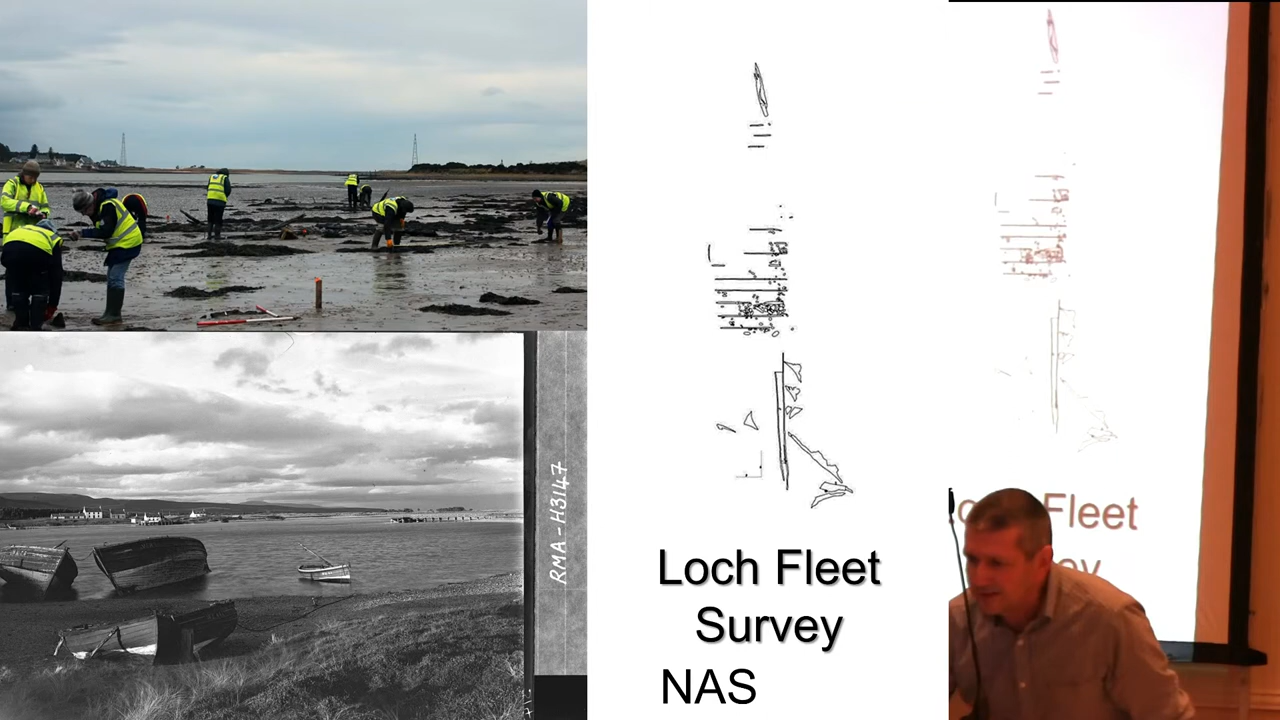 RMA-H3147
Loch Fleet
Survey
NAS
Fleet